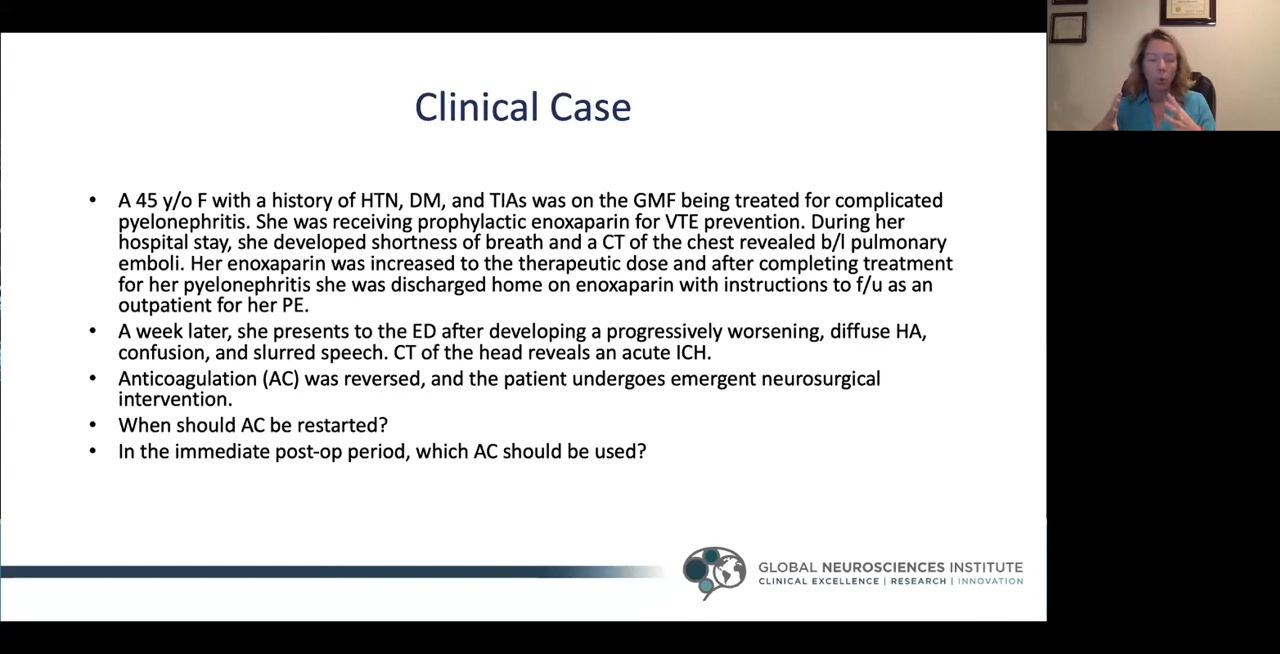 Clinical Case
• A 45 y/o F with a history of HTN, DM, and TIAs was on the GMF being treated for complicated
pyelonephritis. She was receiving prophylactic enoxaparin for VTE prevention. During her
hospital stay, she developed shortness of breath and a CT of the chest revealed b/l pulmonary
emboli. Her enoxaparin was increased to the therapeutic dose and after completing treatment
for her pyelonephritis she was discharged home on enoxaparin with instructions to f/u as an
outpatient for her PE.
• A week later, she presents to the ED after developing a progressively worsening, diffuse HA,
confusion, and slurred speech. CT of the head reveals an acute ICH.
• Anticoagulation (AC) was reversed, and the patient undergoes emergent neurosurgical
intervention.
• When should AC be restarted?
• In the immediate post-op period, which AC should be used?
GLOBAL NEUROSCIENCES INSTITUTE
CLINICAL EXCELLENCE | RESEARCH | INNOVATION